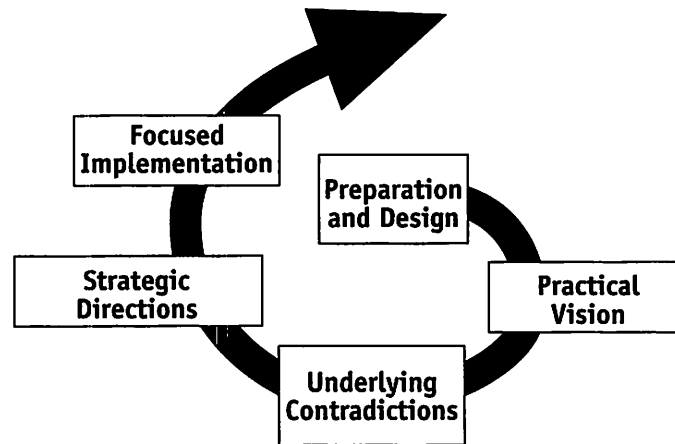 Focused
Implementation
Preparation
and Design
Strategic
Directions
Practical
Vision
Underlying
Contradictions